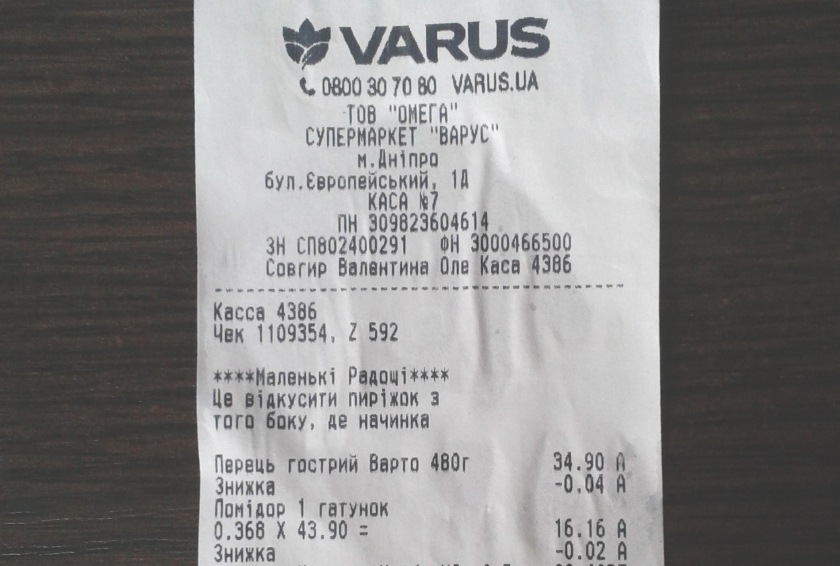 VARUS
0800 30 70 80 VARUS.UA
ТОВ "ОМЕГА"
СУПЕРМАРКЕТ "ВАРУС"
м.Дніпро
бул.Європейський, 1Д
КАСА №7
ПН 309823604614
ЗН СП802400291 ФН 3000466500
Совгир Валентина Оле Каса 4386
Касса 4386
Чек 1109354, Z 592
****Маленькі Радощі****
Це відкусити пиріжок з
того боку, де начинка
Перець гострий Варто 480г 34.90 А
Знижка -0.04 А
Помідор 1 гатунок
0.368 X 43.90 = 16.16 А
Знижка -0.02 А